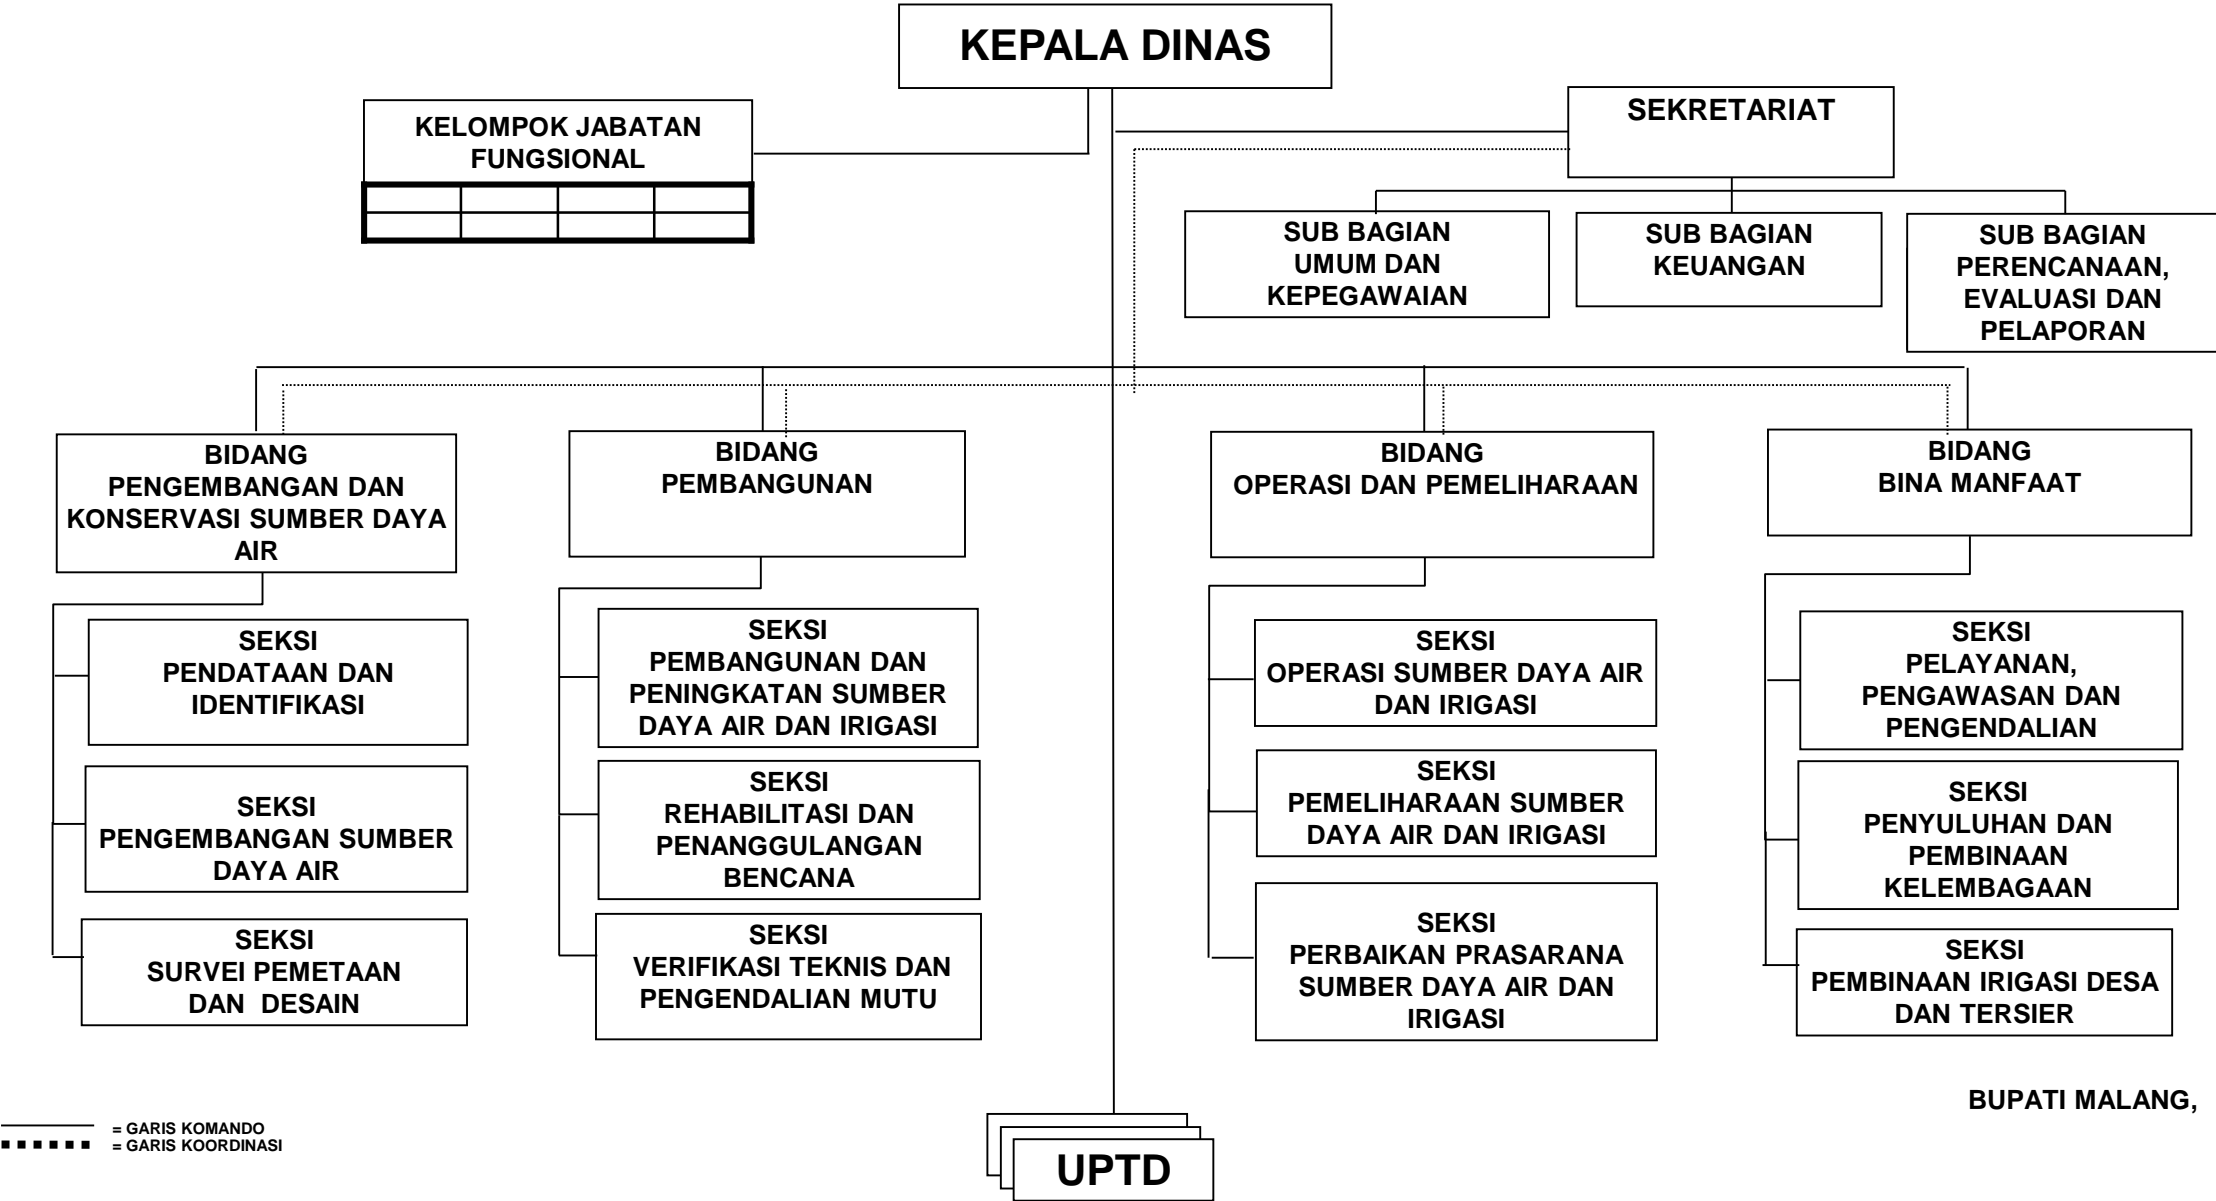 KEPALA DINAS
KELOMPOK JABATAN
FUNGSIONAL
SEKRETARIAT
SUB BAGIAN
UMUM DAN
KEPEGAWAIAN
SUB BAGIAN
KEUANGAN
SUB BAGIAN
PERENCANAAN,
EVALUASI DAN
PELAPORAN
BIDANG
PENGEMBANGAN DAN
KONSERVASI SUMBER DAYA
AIR
BIDANG
PEMBANGUNAN
BIDANG
OPERASI DAN PEMELIHARAAN
BIDANG
BINA MANFAAT
SEKSI
PENDATAAN DAN
IDENTIFIKASI
SEKSI
PEMBANGUNAN DAN
PENINGKATAN SUMBER
DAYA AIR DAN IRIGASI
SEKSI
OPERASI SUMBER DAYA AIR
DAN IRIGASI
SEKSI
PELAYANAN,
PENGAWASAN DAN
PENGENDALIAN
SEKSI
PENGEMBANGAN SUMBER
DAYA AIR
SEKSI
REHABILITASI DAN
PENANGGULANGAN
BENCANA
SEKSI
PEMELIHARAAN SUMBER
DAYA AIR DAN IRIGASI
SEKSI
PENYULUHAN DAN
PEMBINAAN
KELEMBAGAAN
SEKSI
SURVEI PEMETAAN
DAN  DESAIN
SEKSI
VERIFIKASI TEKNIS DAN
PENGENDALIAN MUTU
SEKSI
PERBAIKAN PRASARANA
SUMBER DAYA AIR DAN
IRIGASI
SEKSI
PEMBINAAN IRIGASI DESA
DAN TERSIER
BUPATI MALANG,
= GARIS KOMANDO
= GARIS KOORDINASI
UPTD